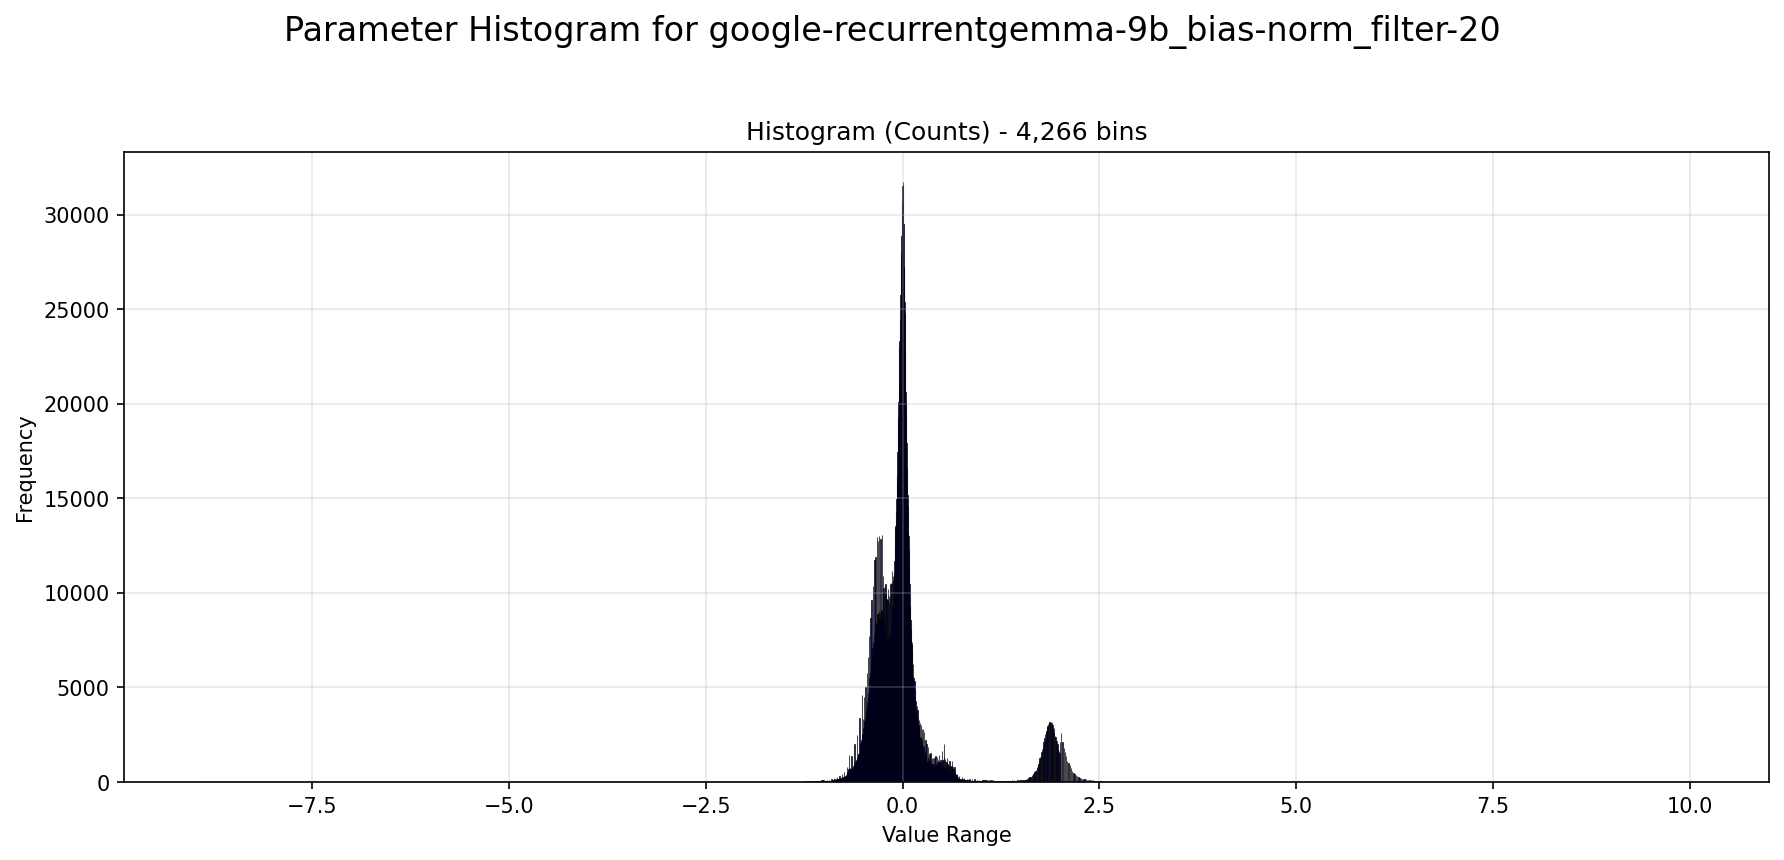 Parameter Histogram for google-recurrentgemma-9b_bias-norm_filter-20
Histogram (Counts) - 4,266 bins
Frequency
30000
25000
20000
15000
10000
5000
0
−7.5 −5.0 −2.5 0.0 2.5 5.0 7.5 10.0
Value Range